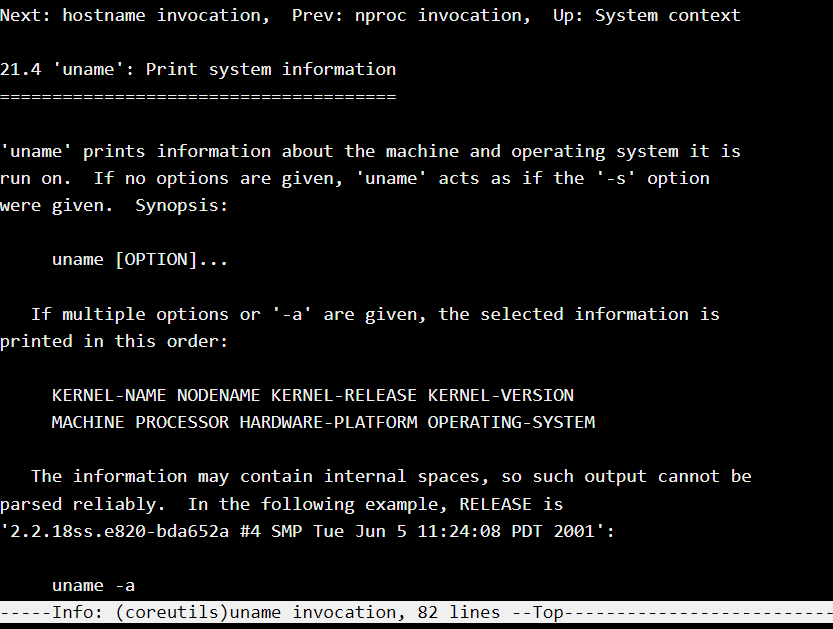 Next: hostname invocation,  Prev: nproc invocation,  Up: System context
21.4 'uname': Print system information
======================================
'uname' prints information about the machine and operating system it is
run on.  If no options are given, 'uname' acts as if the '-s' option
were given.  Synopsis:
     uname [OPTION]...
   If multiple options or '-a' are given, the selected information is
printed in this order:
     KERNEL-NAME NODENAME KERNEL-RELEASE KERNEL-VERSION
     MACHINE PROCESSOR HARDWARE-PLATFORM OPERATING-SYSTEM
   The information may contain internal spaces, so such output cannot be
parsed reliably.  In the following example, RELEASE is
'2.2.18ss.e820-bda652a #4 SMP Tue Jun 5 11:24:08 PDT 2001':
     uname -a
-----Info: (coreutils)uname invocation, 82 lines --Top--------------------------